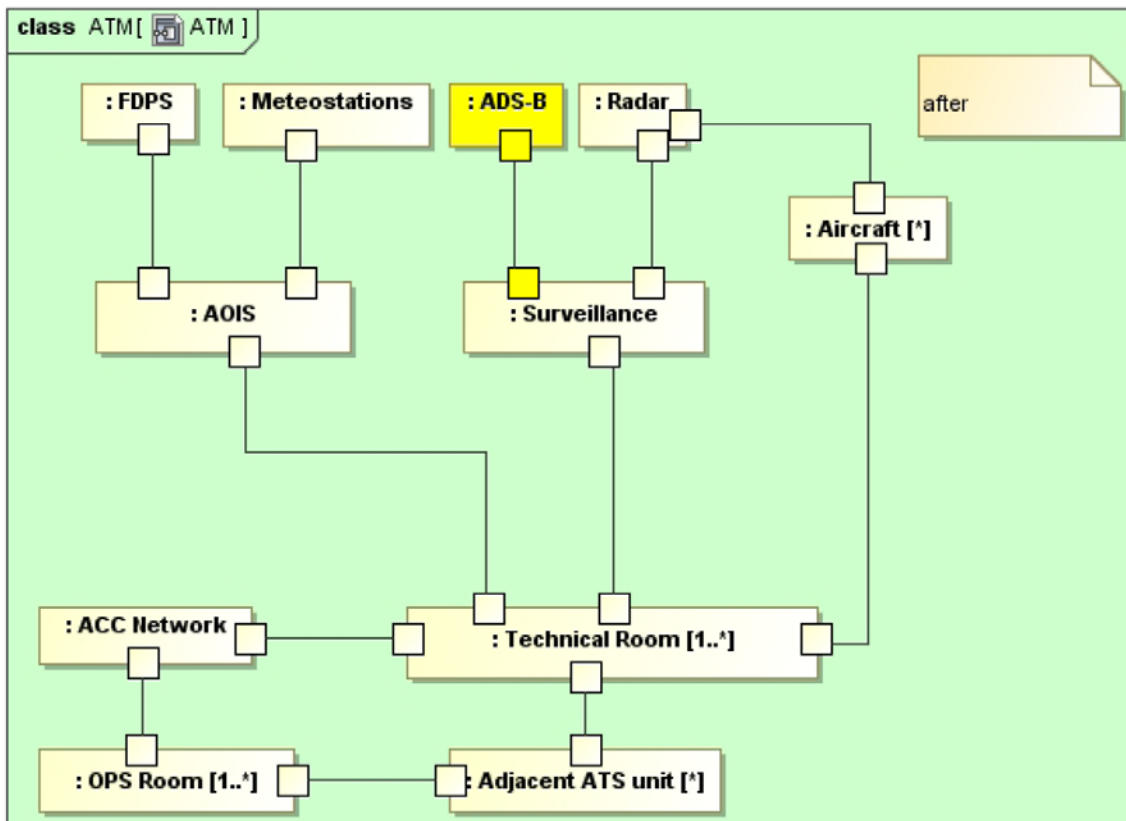 class ATM[ ATM ]
: FDPS
: Meteostations
: ADS-B
: Radar
after
: Aircraft [*]
: AOIS
: Surveillance
: ACC Network
: Technical Room [1..*]
: OPS Room [1..*]
: Adjacent ATS unit [*]